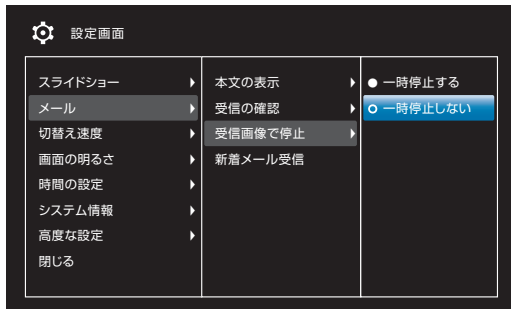 設定画面
スライドショー
メール
切替え速度
画面の明るさ
時間の設定
システム情報
高度な設定
閉じる
本文の表示
受信の確認
受信画像で停止
新着メール受信
一時停止する
一時停止しない